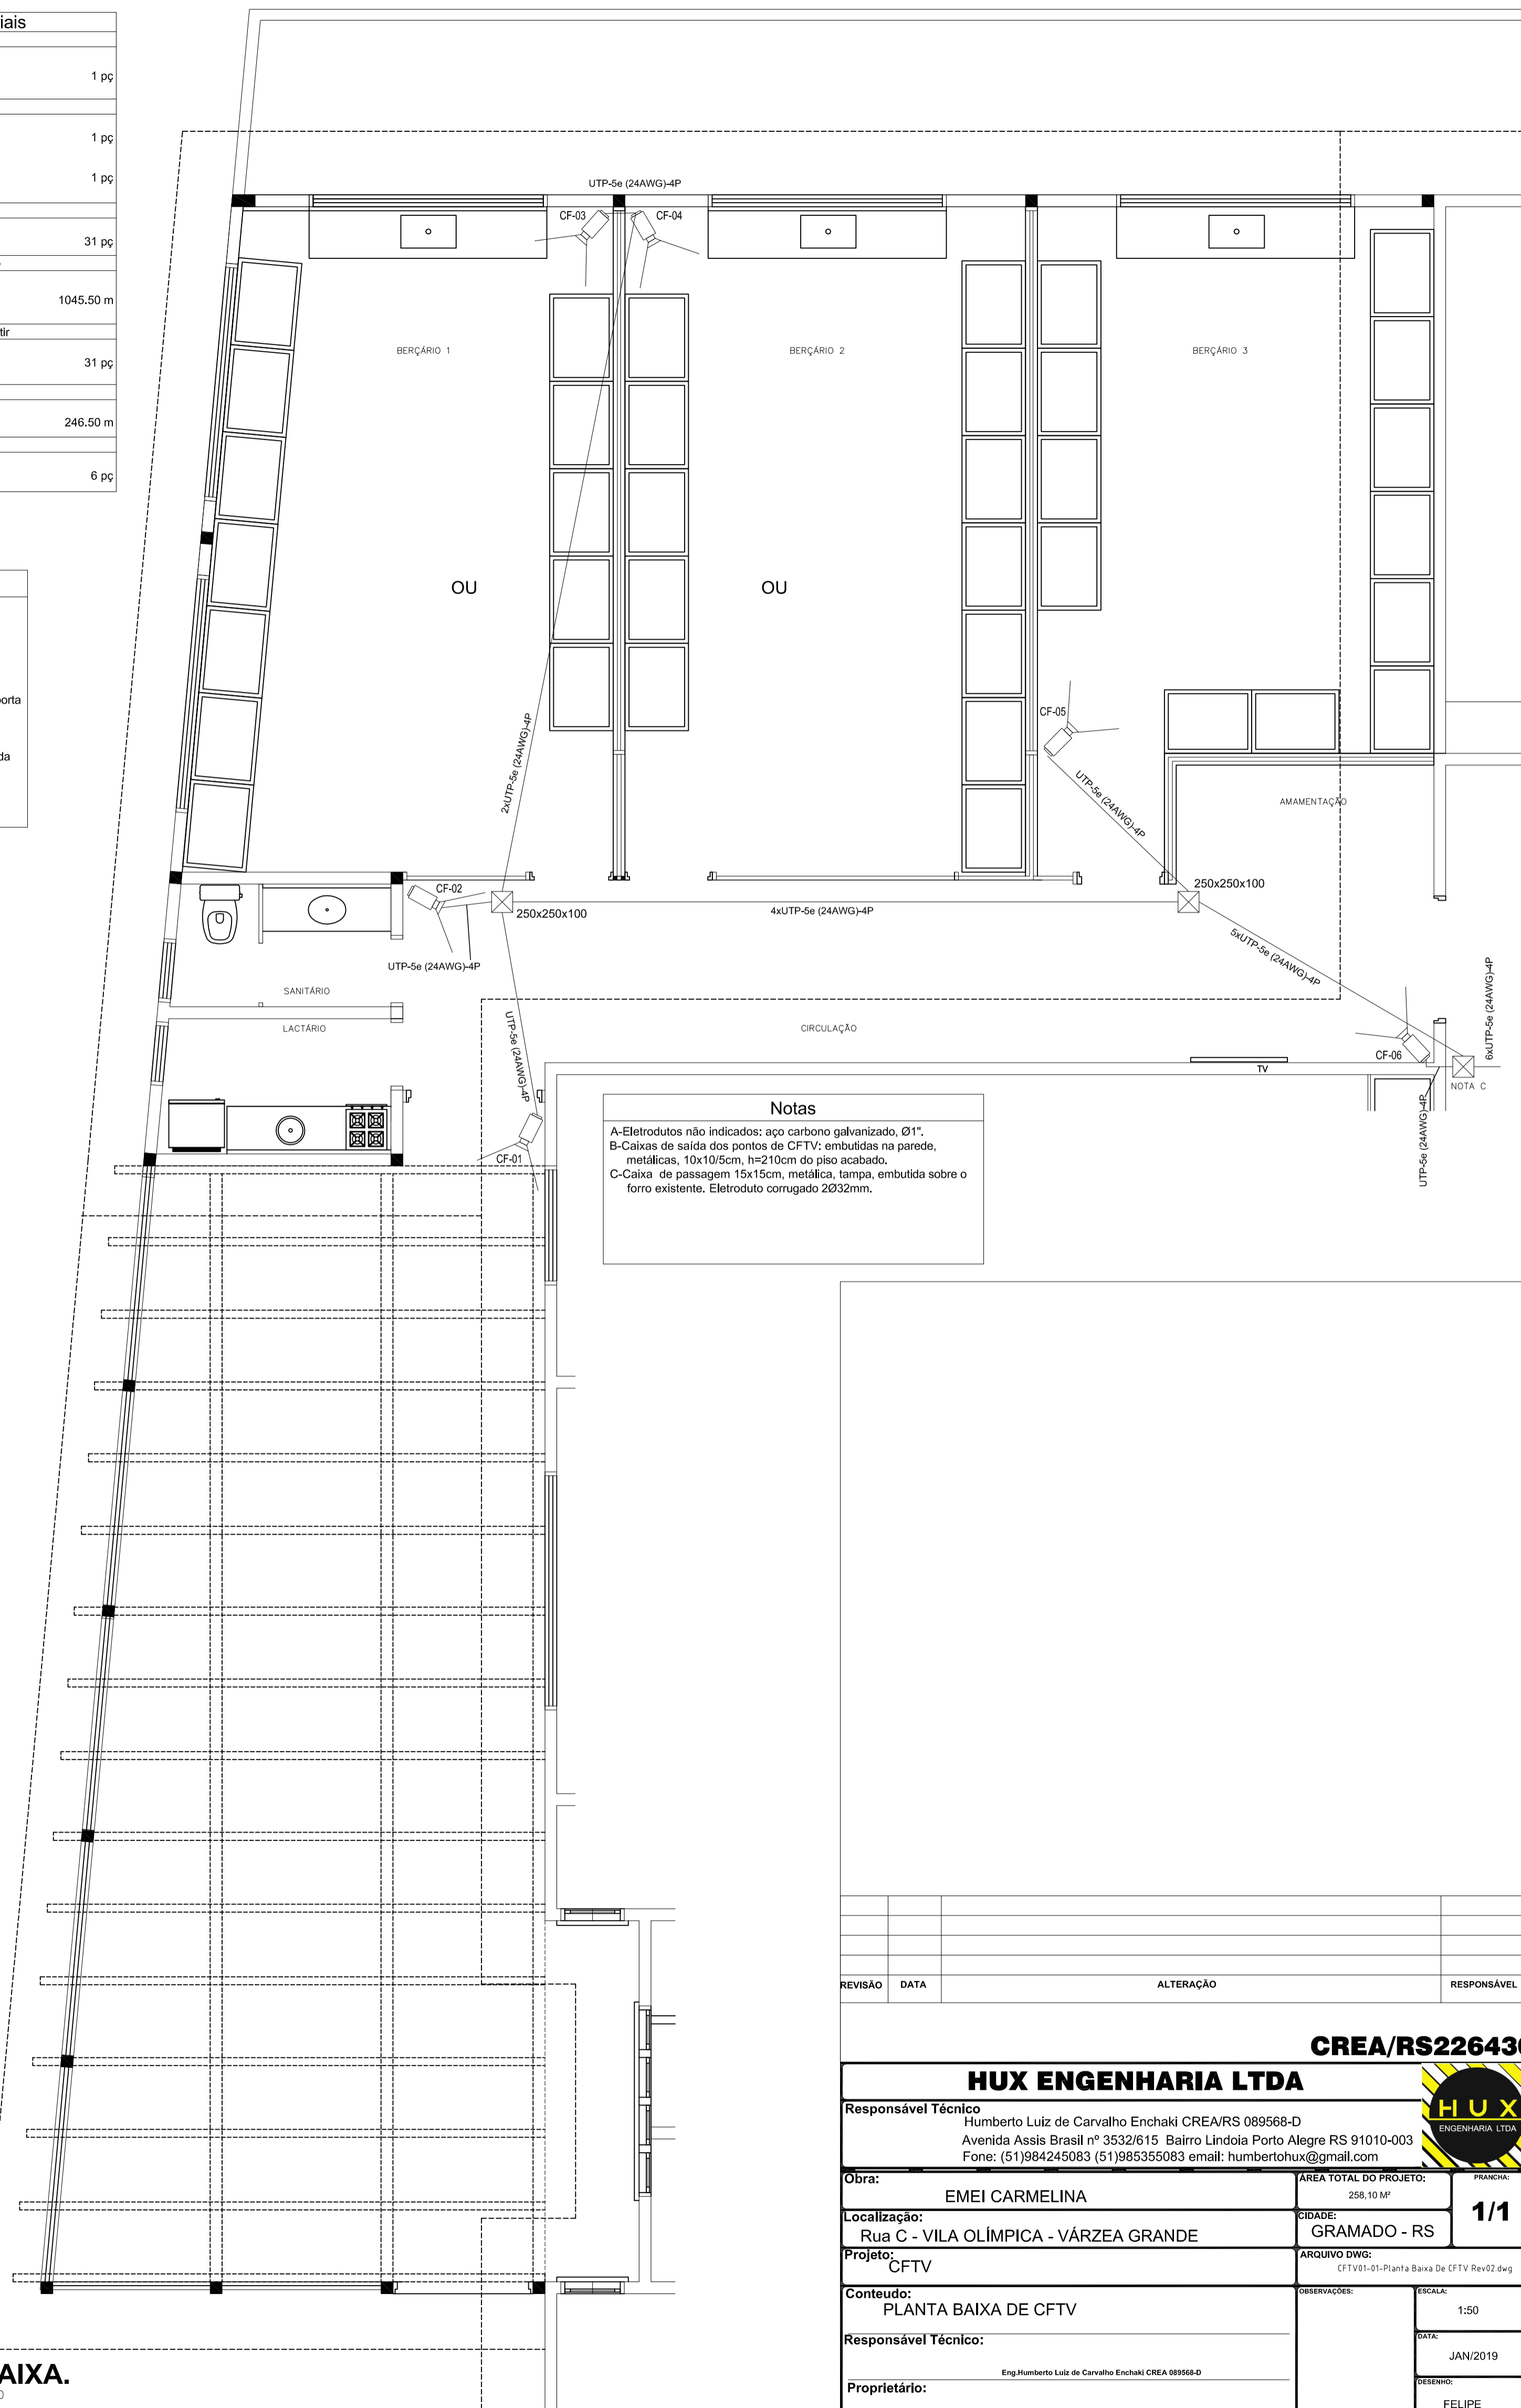 iais
1 pç
1 pç
1 pç
31 pç
1045.50 m
tir
31 pç
246.50 m
6 pç
porta
da
UTP-5e (24AWG)-4P
CF-03
CF-04
BERÇÁRIO 1
BERÇÁRIO 2
BERÇÁRIO 3
OU
OU
2xUTP-5e (24AWG)-4P
CF-05
UTP-5e (24AWG)-4P
AMAMENTAÇÃO
CF-02
250x250x100
4xUTP-5e (24AWG)-4P
250x250x100
UTP-5e (24AWG)-4P
5xUTP-5e (24AWG)-4P
6xUTP-5e (24AWG)-4P
SANITÁRIO
LACTÁRIO
UTP-5e (24AWG)-4P
CIRCULAÇÃO
TV
CF-06
NOTA C
UTP-5e (24AWG)-4P
CF-01
Notas
A-Eletrodutos não indicados: aço carbono galvanizado, Ø1".
B-Caixas de saída dos pontos de CFTV: embutidas na parede,
metálicas, 10x10/5cm, h=210cm do piso acabado.
C-Caixa de passagem 15x15cm, metálica, tampa, embutida sobre o
forro existente. Eletroduto corrugado 2Ø32mm.
REVISÃO DATA ALTERAÇÃO RESPONSÁVEL
CREA/RS22643
HUX ENGENHARIA LTDA
HUX
ENGENHARIA LTDA
Responsável Técnico
Humberto Luiz de Carvalho Enchaki CREA/RS 089568-D
Avenida Assis Brasil nº 3532/615 Bairro Lindoia Porto Alegre RS 91010-003
Fone: (51)984245083 (51)985355083 email: humbertohux@gmail.com
Obra:
EMEI CARMELINA
ÁREA TOTAL DO PROJETO:
258,10 M²
PRANCHA:
1/1
Localização:
Rua C - VILA OLÍMPICA - VÁRZEA GRANDE
CIDADE:
GRAMADO - RS
Projeto:
CFTV
ARQUIVO DWG:
CFTV01-01-Planta Baixa De CFTV Rev02.dwg
Conteudo:
PLANTA BAIXA DE CFTV
OBSERVAÇÕES:
ESCALA:
1:50
Responsável Técnico:
DATA:
JAN/2019
Eng.Humberto Luiz de Carvalho Enchaki CREA 089568-D
Proprietário:
DESENHO:
FELIPE
AIXA.